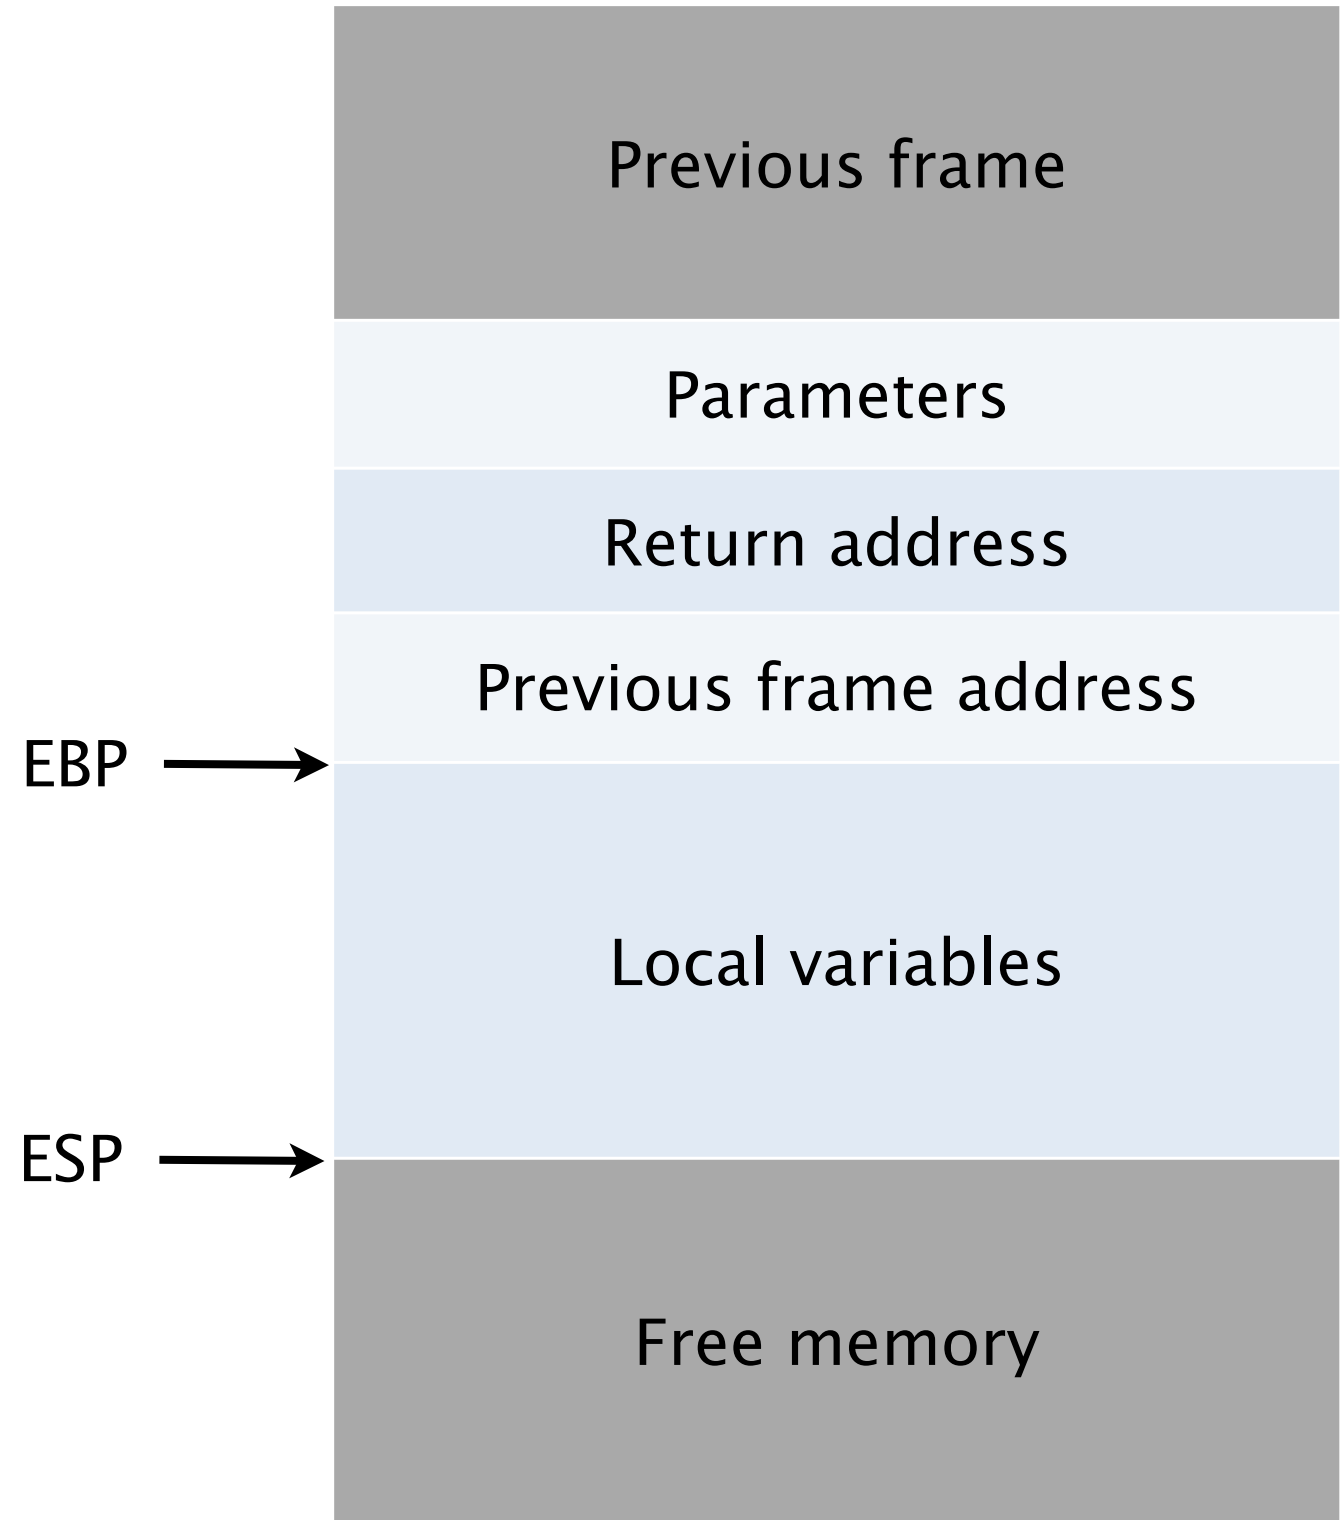 Previous frame
Parameters
Return address
Previous frame address
EBP
Local variables
ESP
Free memory